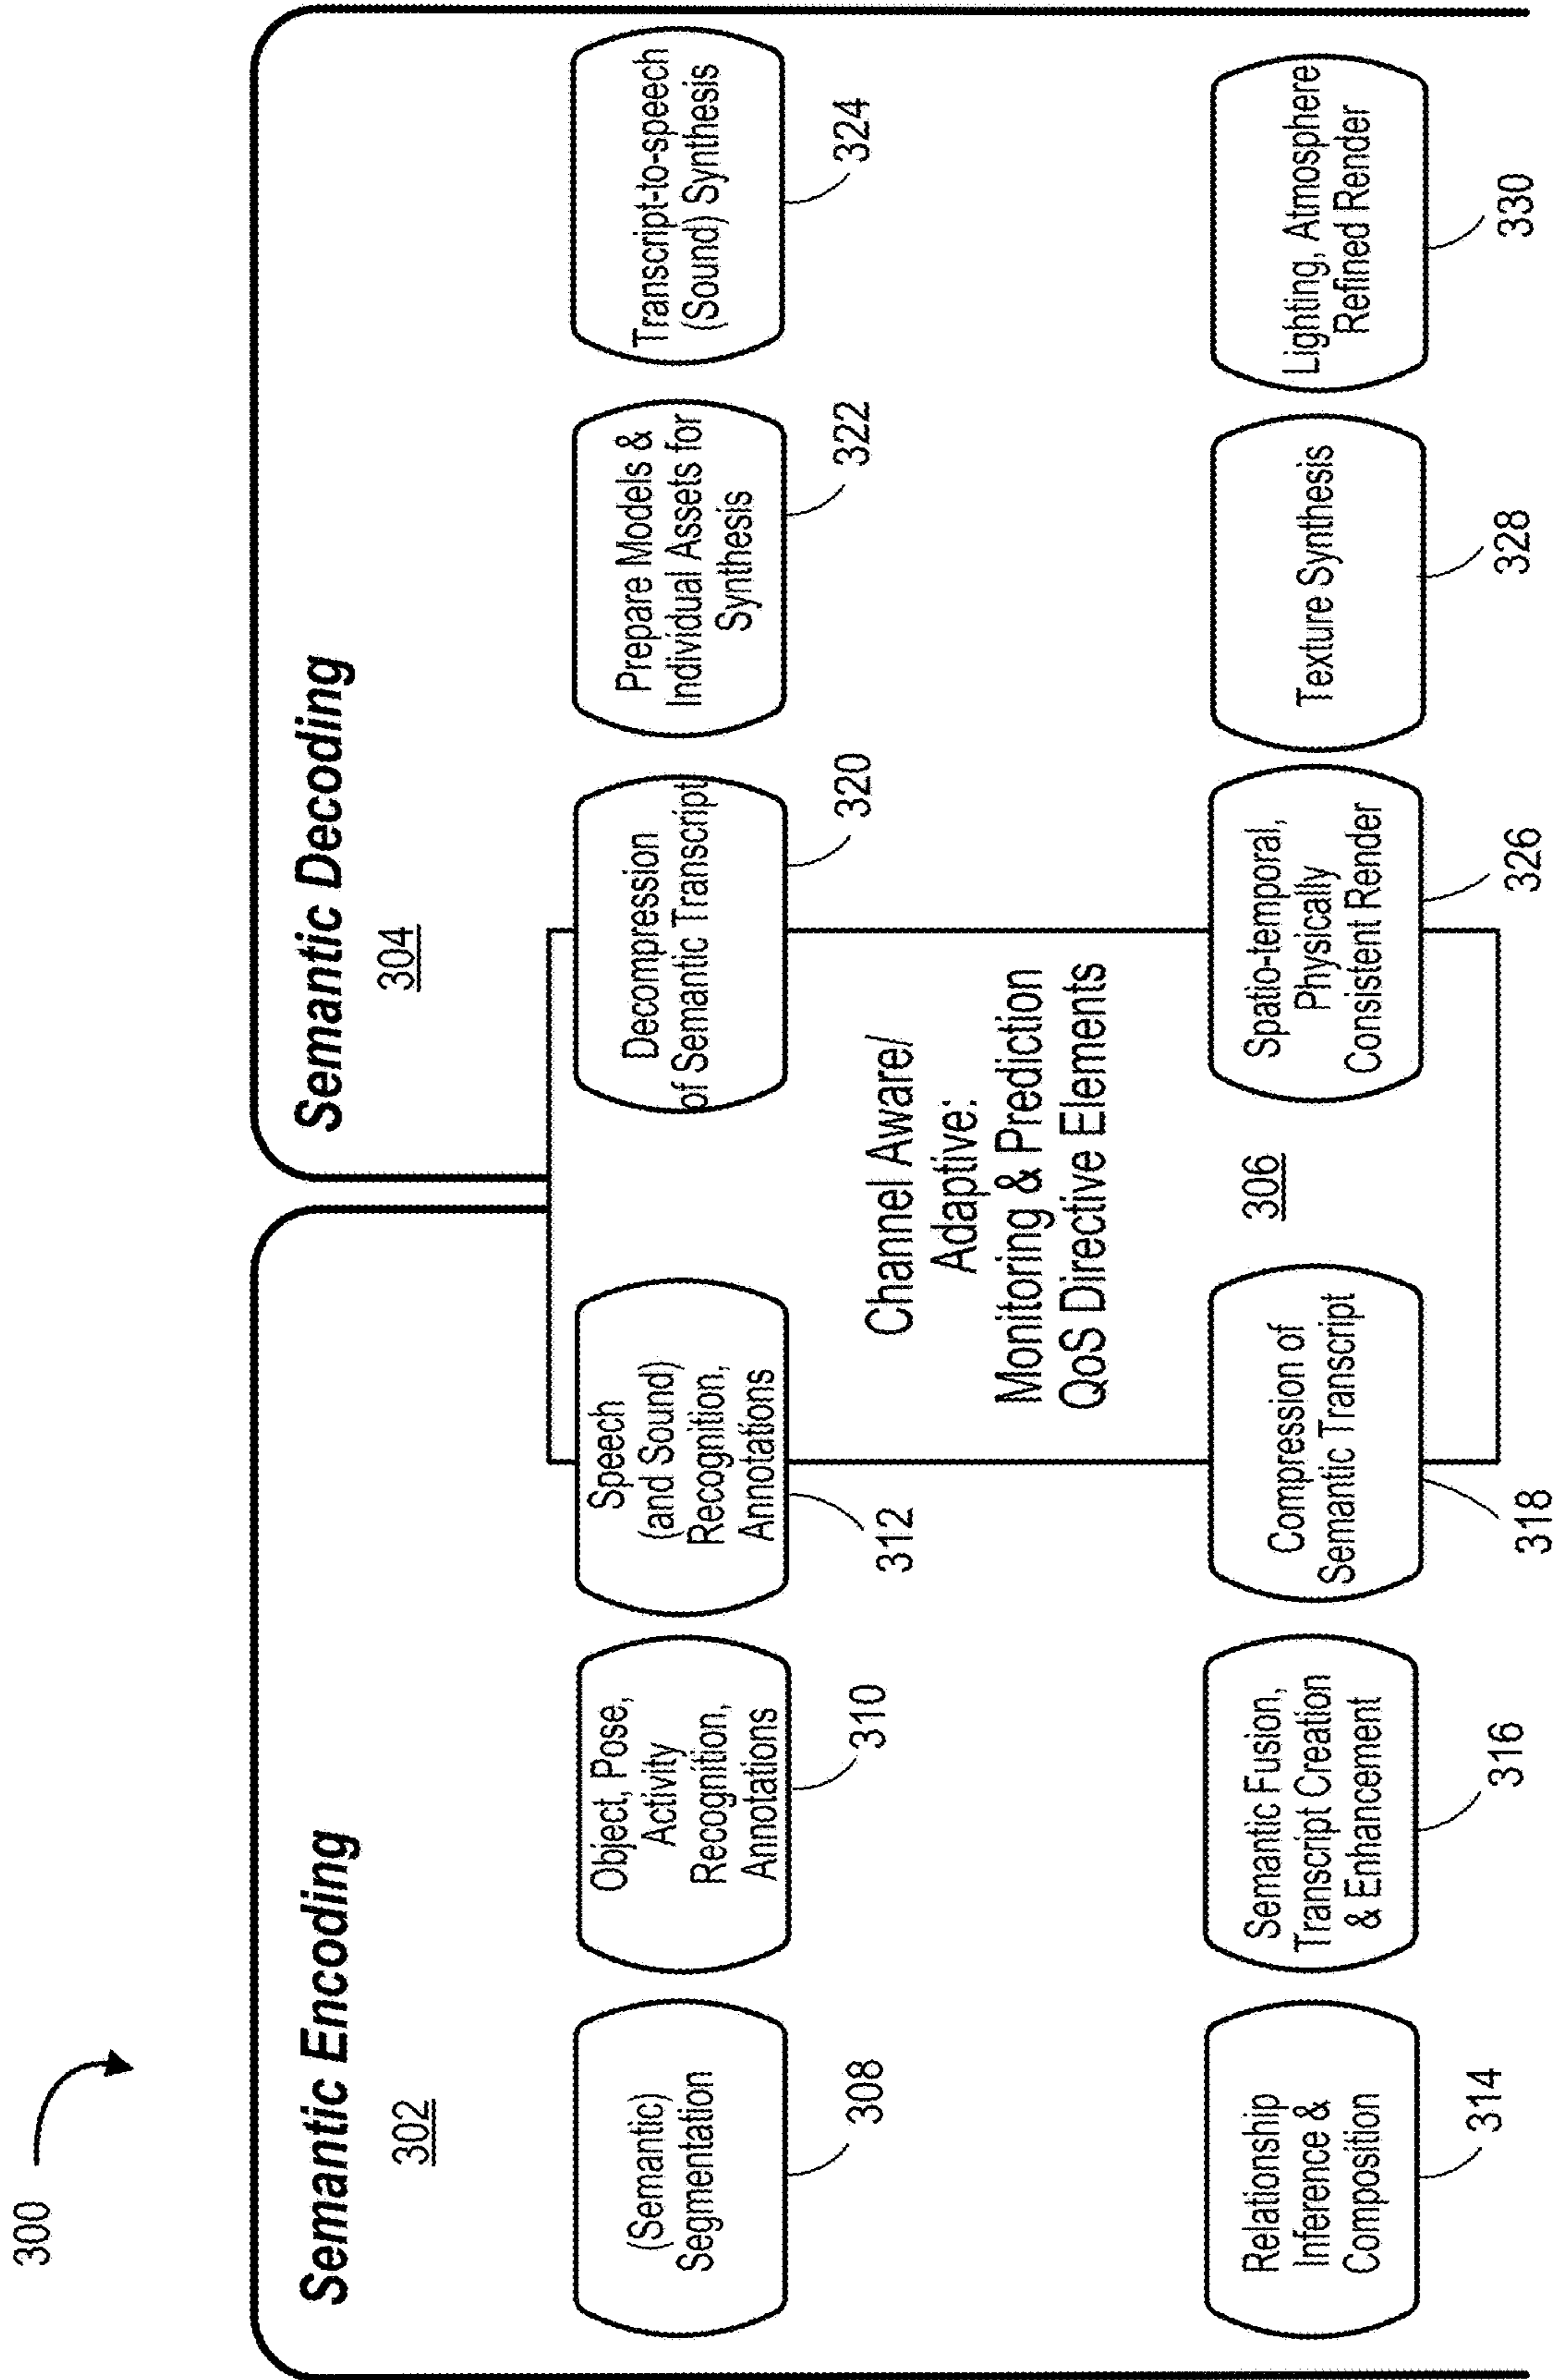 300
Semantic Encoding
302
(Semantic)
Segmentation
308
Object, Pose,
Activity
Recognition,
Annotations
310
Speech
(and Sound)
Recognition,
Annotations
312
Relationship
Inference &
Composition
314
Semantic Fusion,
Transcript Creation
& Enhancement
316
Compression of
Semantic Transcript
318
Channel Aware/
Adaptive:
Monitoring & Prediction
QoS Directive Elements
306
Semantic Decoding
304
Decompression
of Semantic Transcript
320
Prepare Models &
Individual Assets for
Synthesis
322
Transcript-to-speech
(Sound) Synthesis
324
Spatio-temporal,
Physically
Consistent Render
326
Texture Synthesis
328
Lighting, Atmosphere
Refined Render
330